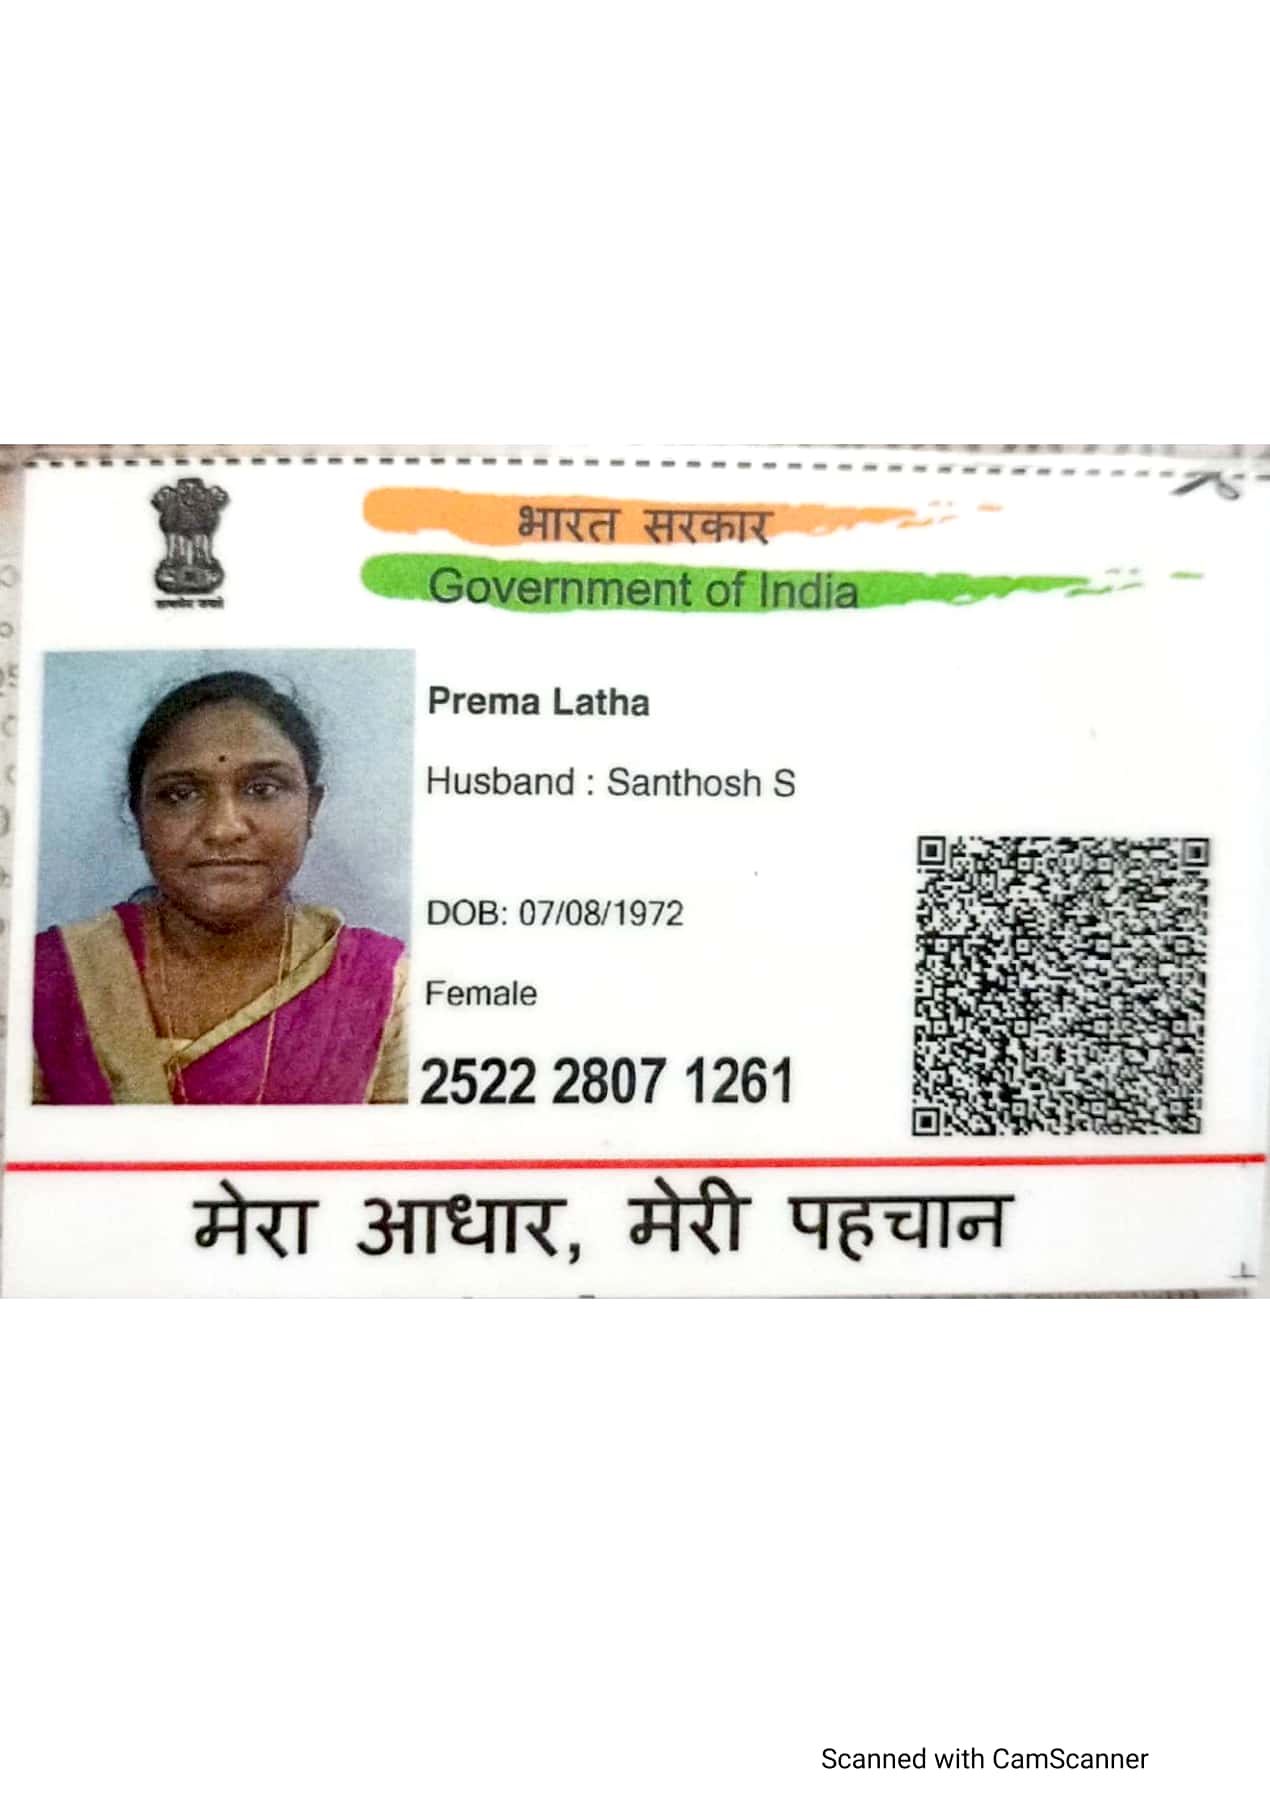 भारत सरकार
Government of India
Prema Latha
Husband : Santhosh S
DOB: 07/08/1972
Female
2522 2807 1261
मेरा आधार, मेरी पहचान
Scanned with CamScanner